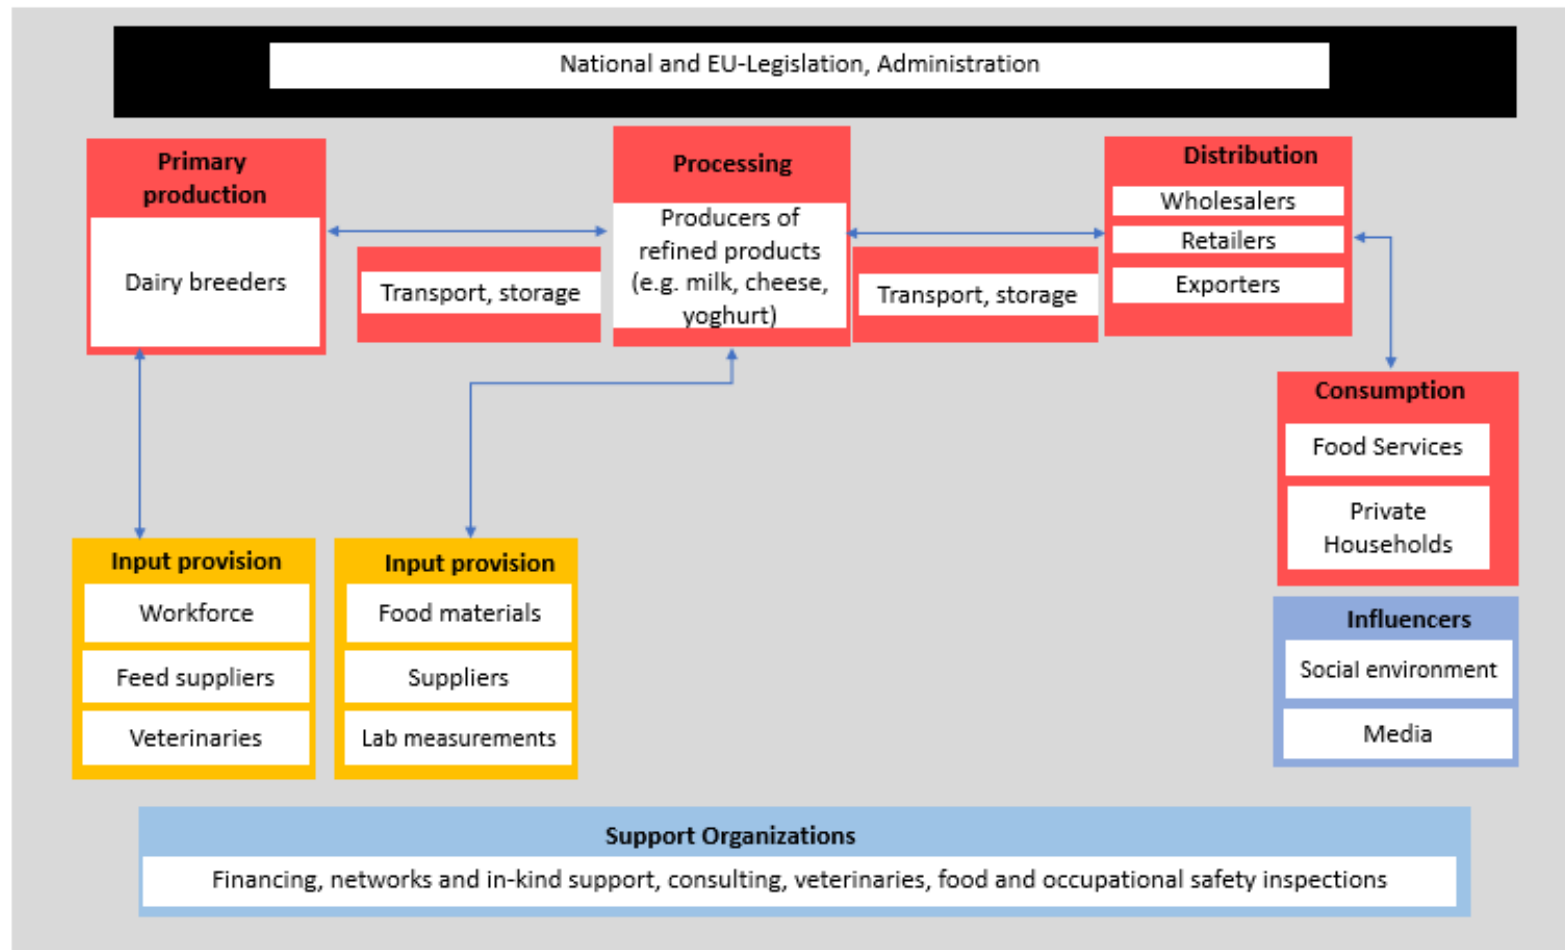 National and EU-Legislation, Administration
Primary
production
Dairy breeders
Transport, storage
Processing
Producers of
refined products
(e.g. milk, cheese,
yoghurt)
Transport, storage
Distribution
Wholesalers
Retailers
Exporters
Consumption
Food Services
Private
Households
Input provision
Workforce
Feed suppliers
Veterinaries
Input provision
Food materials
Suppliers
Lab measurements
Influencers
Social environment
Media
Support Organizations
Financing, networks and in-kind support, consulting, veterinaries, food and occupational safety inspections